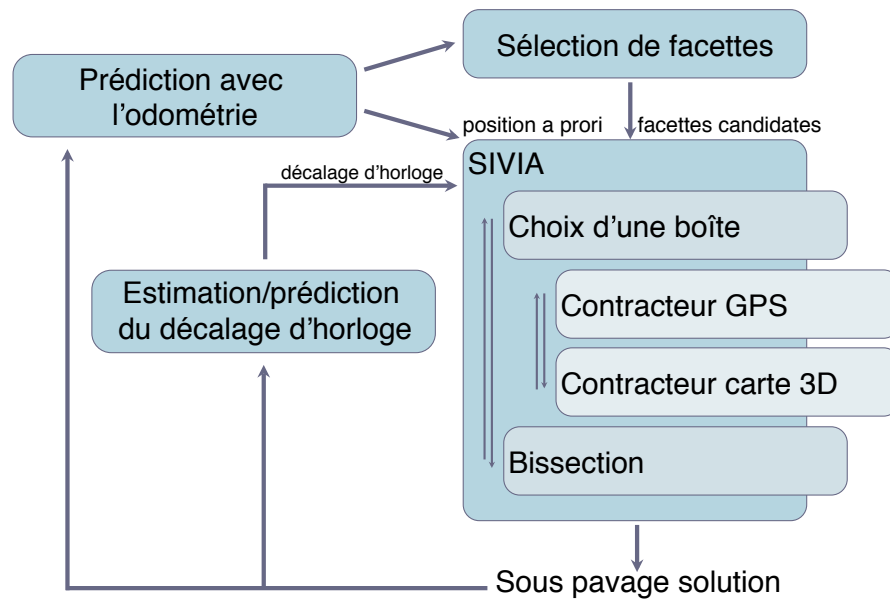 Sélection de facettes
Prédiction avec
l'odométrie
position a prori
facettes candidates
SIVIA
décalage d'horloge
Choix d'une boîte
Estimation/prédiction
du décalage d'horloge
Contracteur GPS
Contracteur carte 3D
Bissection
Sous pavage solution